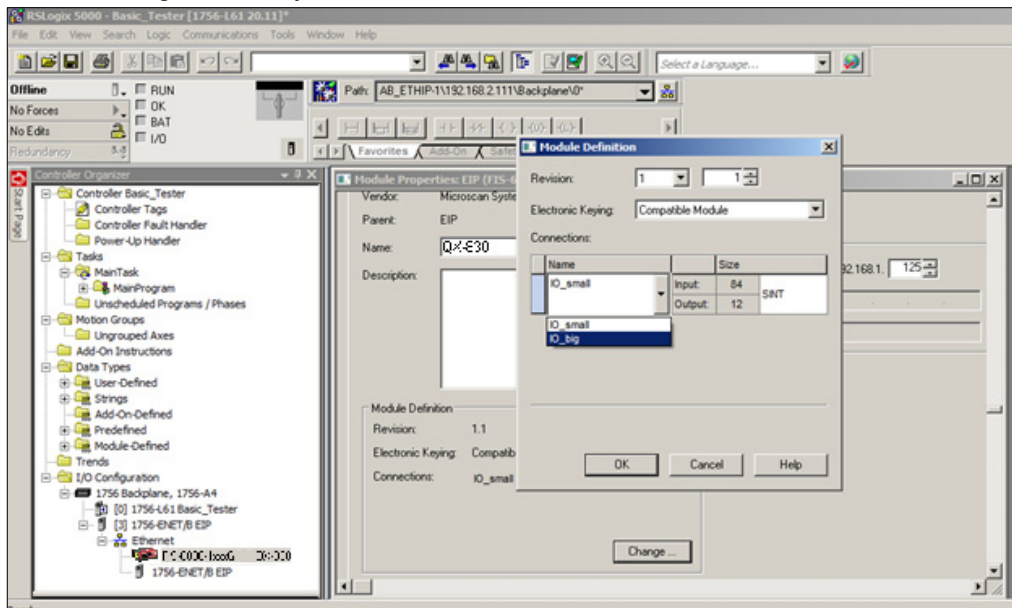 RSLogix 5000 - Basic_Tester [1756-L61 20.11]*
File Edit View Search Logic Communications Tools Window Help
Select a Language...
Offline
RUN
No Forces
OK
No Edits
BAT
Redundancy
I/O
Path: AB_ETHIP-1\192.168.2.111\Backplane\0*
Favorites Add-On Safet
Start Page
Controller Organizer
Controller Basic_Tester
Controller Tags
Controller Fault Handler
Power-Up Handler
Tasks
MainTask
MainProgram
Unscheduled Programs / Phases
Motion Groups
Ungrouped Axes
Add-On Instructions
Data Types
User-Defined
Strings
Add-On-Defined
Predefined
Module-Defined
Trends
I/O Configuration
1756 Backplane, 1756-A4
[0] 1756-L61 Basic_Tester
[3] 1756-ENET/B EIP
Ethernet
1756-ENET/B EIP
Module Properties: EIP (FIS-6
Vendor: Microscan Syste
Parent: EIP
Name: QX-E30
Description:
92.168.1. 125
Module Definition
Revision: 1.1
Electronic Keying: Compatib
Connections: IO_small
Change ...
Module Definition
Revision: 1 1
Electronic Keying: Compatible Module
Connections:
Name Size
IO_small Input: 84 SINT
Output: 12
IO_small
IO_big
OK Cancel Help